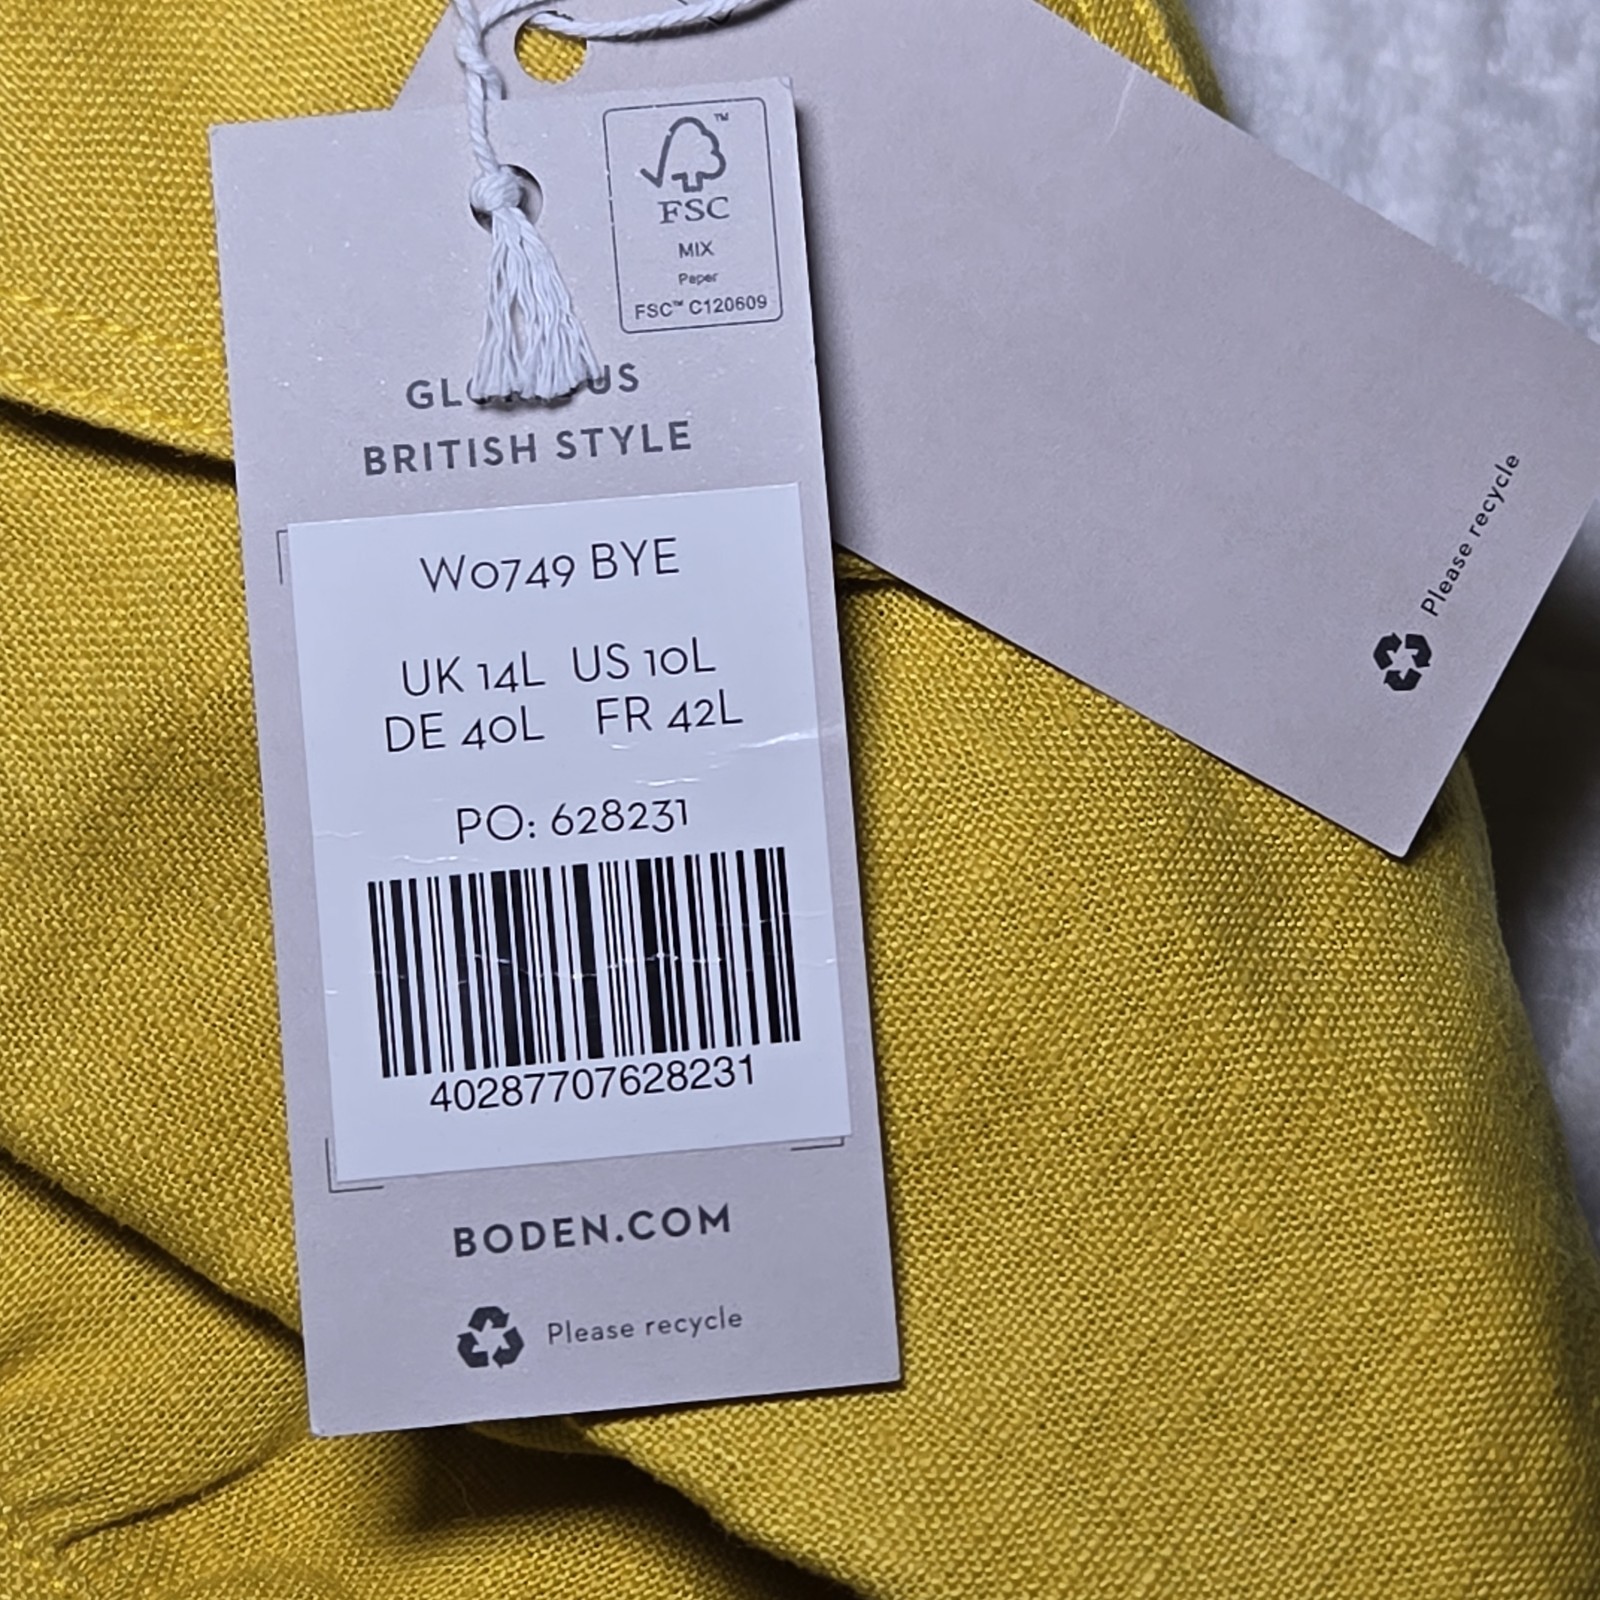 ™
FSC
MIX
Paper
FSC™ C120609
BRITISH STYLE
W0749 BYE
UK 14L US 10L
DE 40L FR 42L
PO: 628231
40287707628231
BODEN.COM
Please recycle
Please recycle